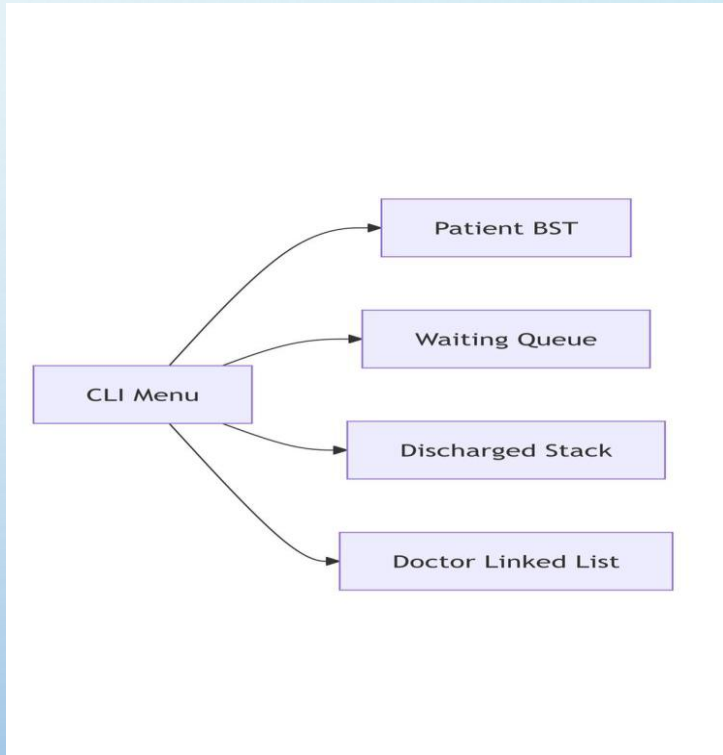 Patient BST
Waiting Queue
CLI Menu
Discharged Stack
Doctor Linked List